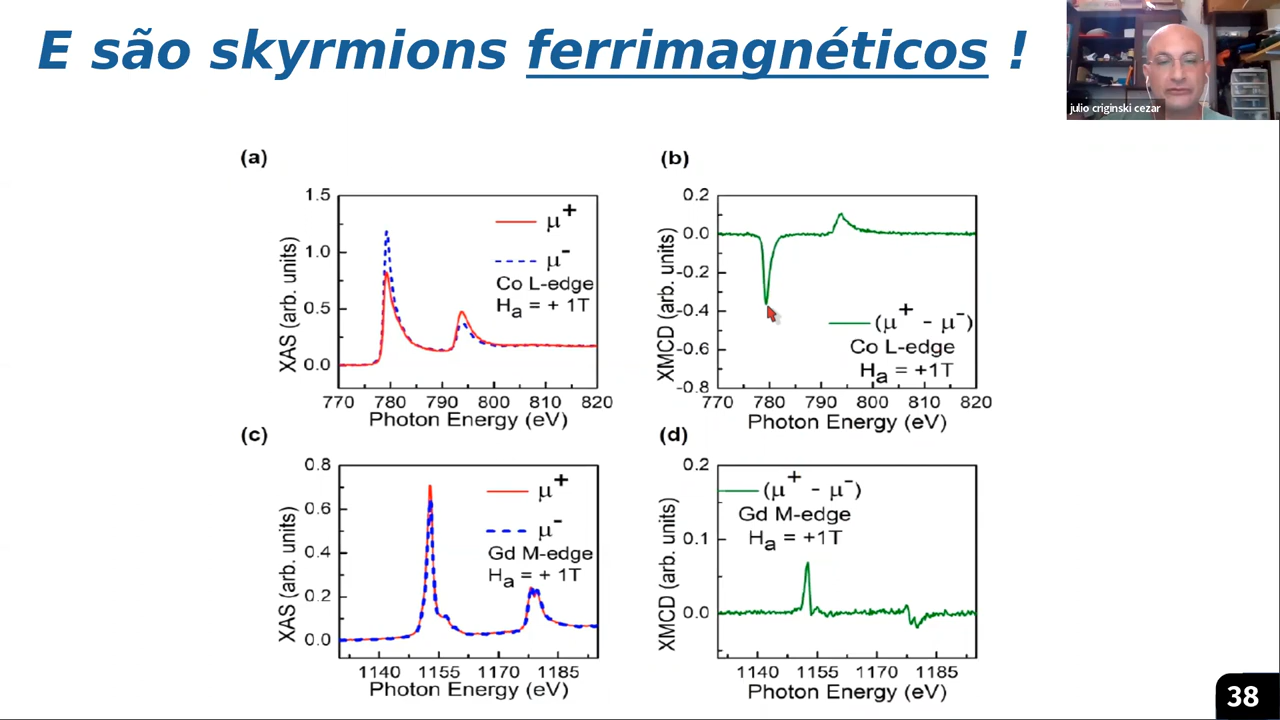 E são skyrmions ferrimagnéticos !
julio criginski cezar
(a)
1.5
1.0
0.5
0.0
XAS (arb. units)
μ+
μ-
Co L-edge
Ha = + 1T
770 780 790 800 810 820
Photon Energy (eV)
(b)
0.2
0.0
-0.2
-0.4
-0.6
-0.8
XMCD (arb. units)
(μ+ - μ-)
Co L-edge
Ha = +1T
770 780 790 800 810 820
Photon Energy (eV)
(c)
0.8
0.6
0.4
0.2
0.0
XAS (arb. units)
μ+
μ-
Gd M-edge
Ha = + 1T
1140 1155 1170 1185
Photon Energy (eV)
(d)
0.2
0.1
0.0
XMCD (arb. units)
(μ+ - μ-)
Gd M-edge
Ha = +1T
1140 1155 1170 1185
Photon Energy (eV)
38